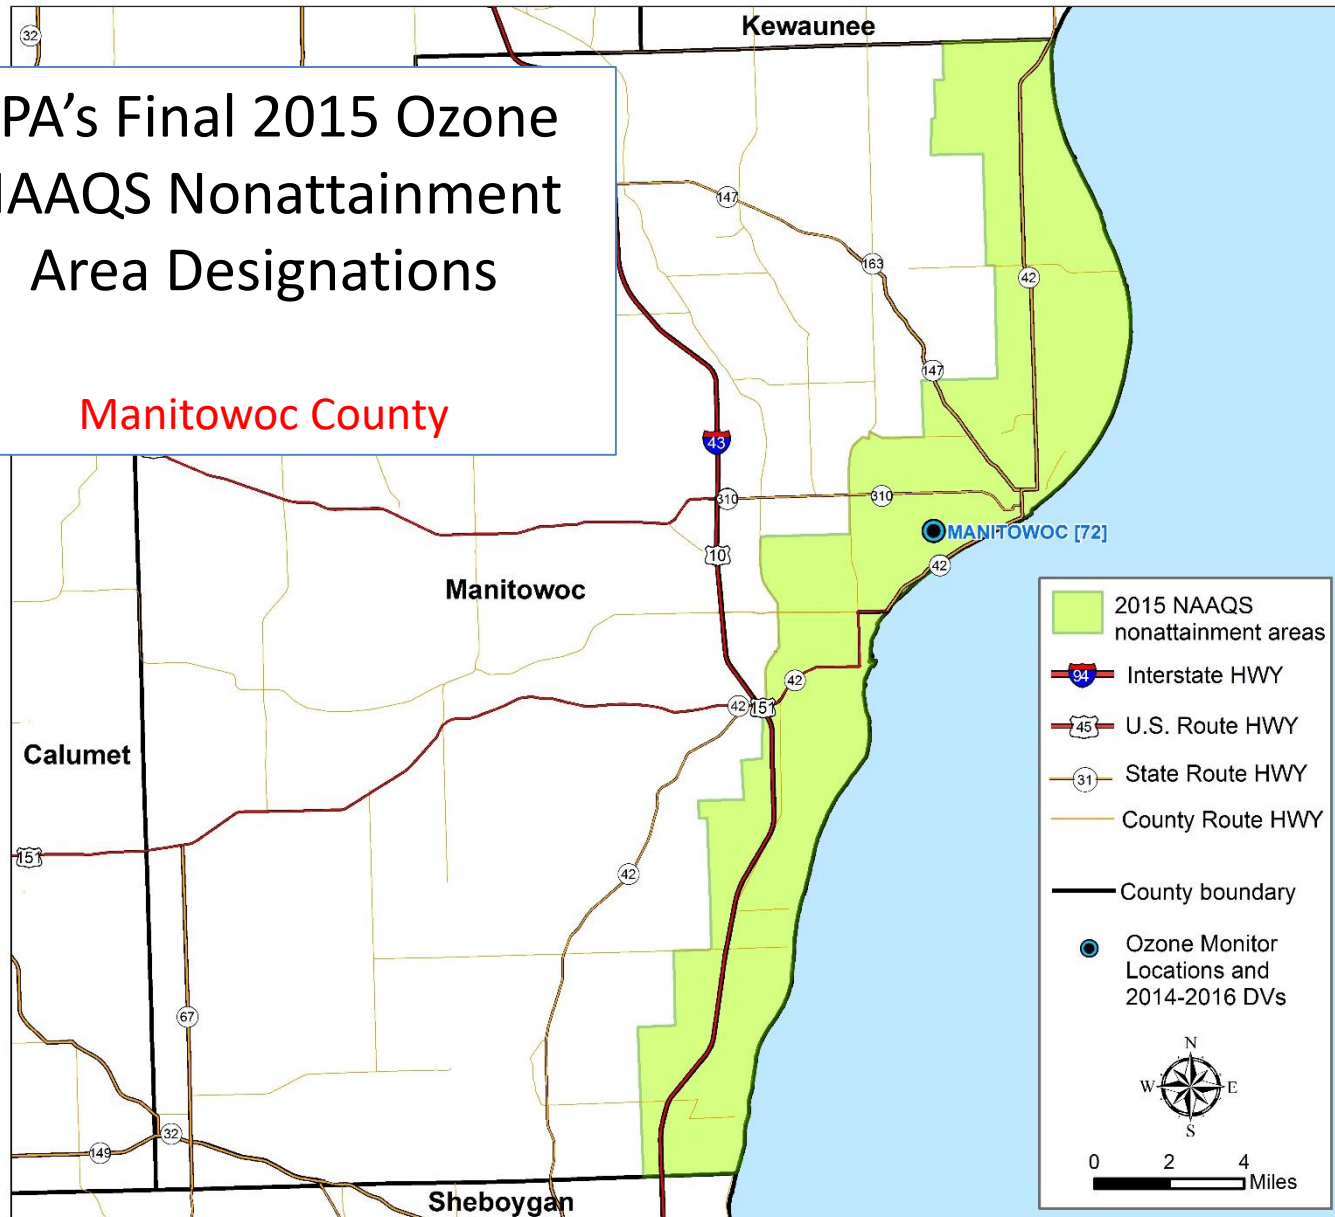 32
Kewaunee
PA's Final 2015 Ozone
NAAQS Nonattainment
Area Designations
Manitowoc County
147
163
42
147
43
310
310
MANITOWOC [72]
10
42
Manitowoc
42
42
151
Calumet
151
42
67
32
149
Sheboygan
2015 NAAQS
nonattainment areas
94 Interstate HWY
45 U.S. Route HWY
31 State Route HWY
County Route HWY
County boundary
Ozone Monitor
Locations and
2014-2016 DVs
N
W E
S
0 2 4
Miles